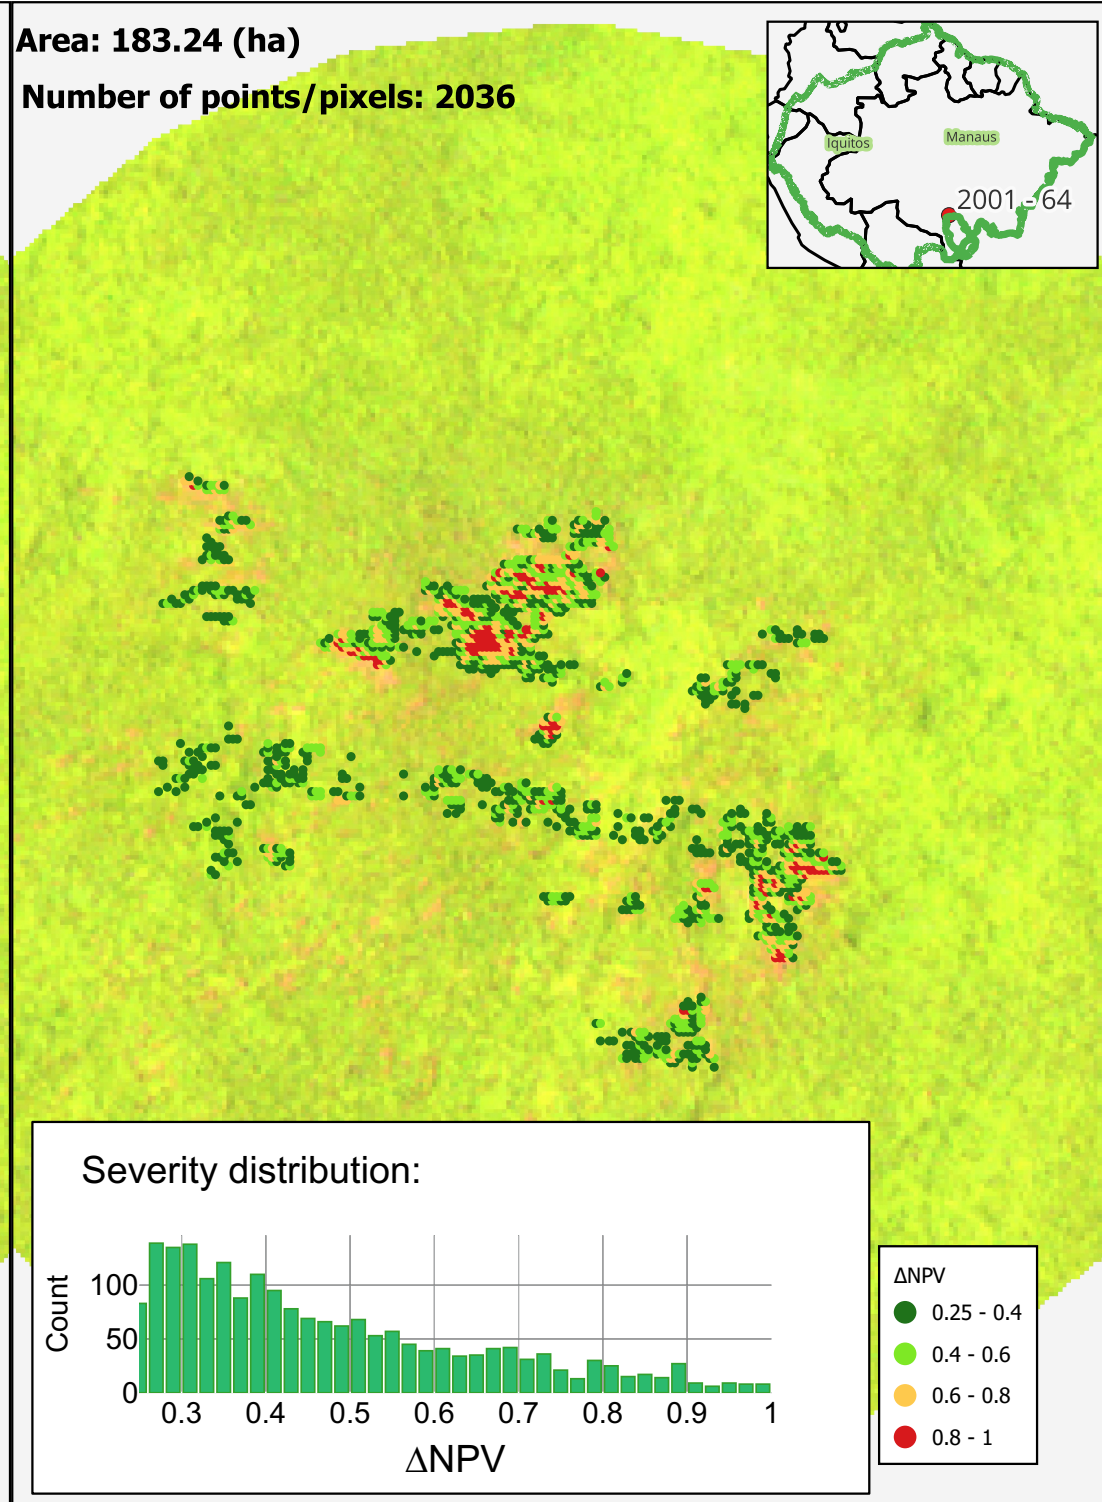 Area: 183.24 (ha)
Number of points/pixels: 2036
Iquitos
Manaus
2001 - 64
Severity distribution:
Count
100
50
0
0.3 0.4 0.5 0.6 0.7 0.8 0.9 1
ΔNPV
ΔNPV
0.25 - 0.4
0.4 - 0.6
0.6 - 0.8
0.8 - 1